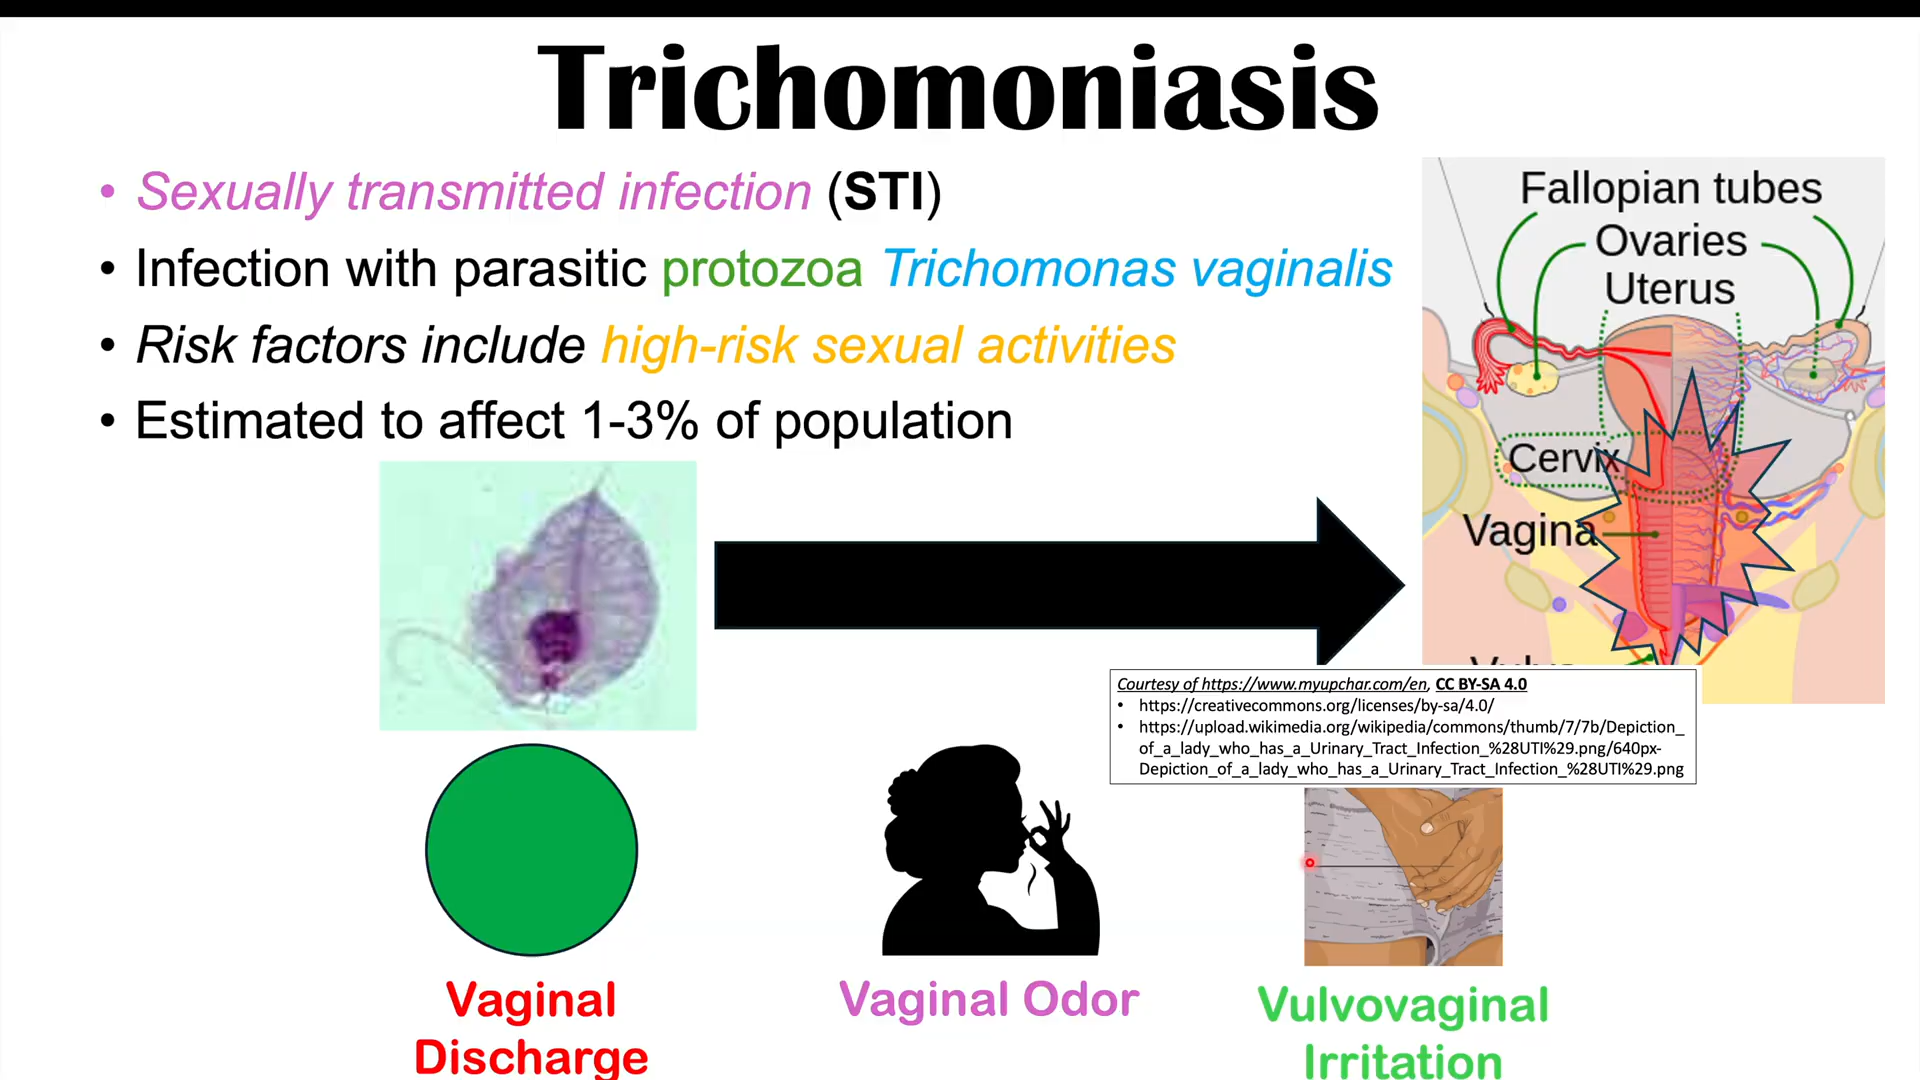 Trichomoniasis
• Sexually transmitted infection (STI)
• Infection with parasitic protozoa Trichomonas vaginalis
• Risk factors include high-risk sexual activities
• Estimated to affect 1-3% of population
Fallopian tubes
Ovaries
Uterus
Cervix
Vagina
Courtesy of https://www.myupchar.com/en, CC BY-SA 4.0
• https://creativecommons.org/licenses/by-sa/4.0/
• https://upload.wikimedia.org/wikipedia/commons/thumb/7/7b/Depiction_
of_a_lady_who_has_a_Urinary_Tract_Infection_%28UTI%29.png/640px-
Depiction_of_a_lady_who_has_a_Urinary_Tract_Infection_%28UTI%29.png
Vaginal
Discharge
Vaginal Odor
Vulvovaginal
Irritation